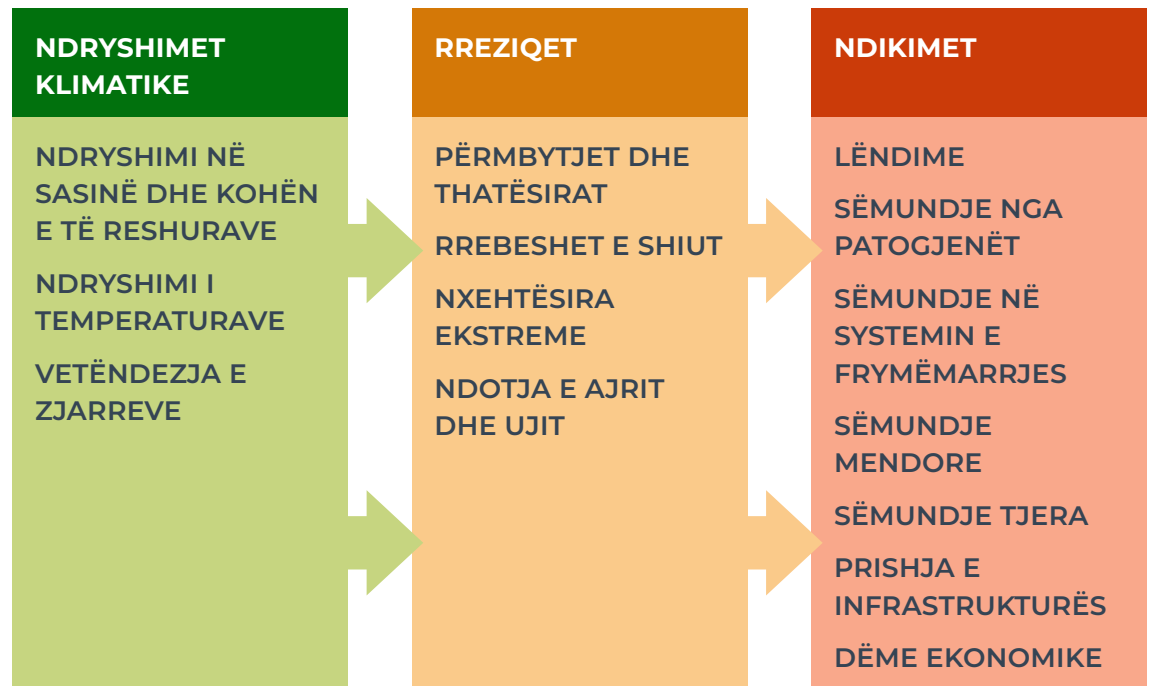 NDRYSHIMET
KLIMATIKE
NDRYSHIMI NË
SASINË DHE KOHËN
E TË RESHURAVE
NDRYSHIMI I
TEMPERATURAVE
VETËNDEZJA E
ZJARREVE
RREZIQET
PËRMBYTJET DHE
THATËSIRAT
RREBESHET E SHIUT
NXEHTËSIRA
EKSTREME
NDOTJA E AJRIT
DHE UJIT
NDIKIMET
LËNDIME
SËMUNDJE NGA
PATOGJENËT
SËMUNDJE NË
SYSTEMIN E
FRYMËMARRJES
SËMUNDJE
MENDORE
SËMUNDJE TJERA
PRISHJA E
INFRASTRUKTURËS
DËME EKONOMIKE